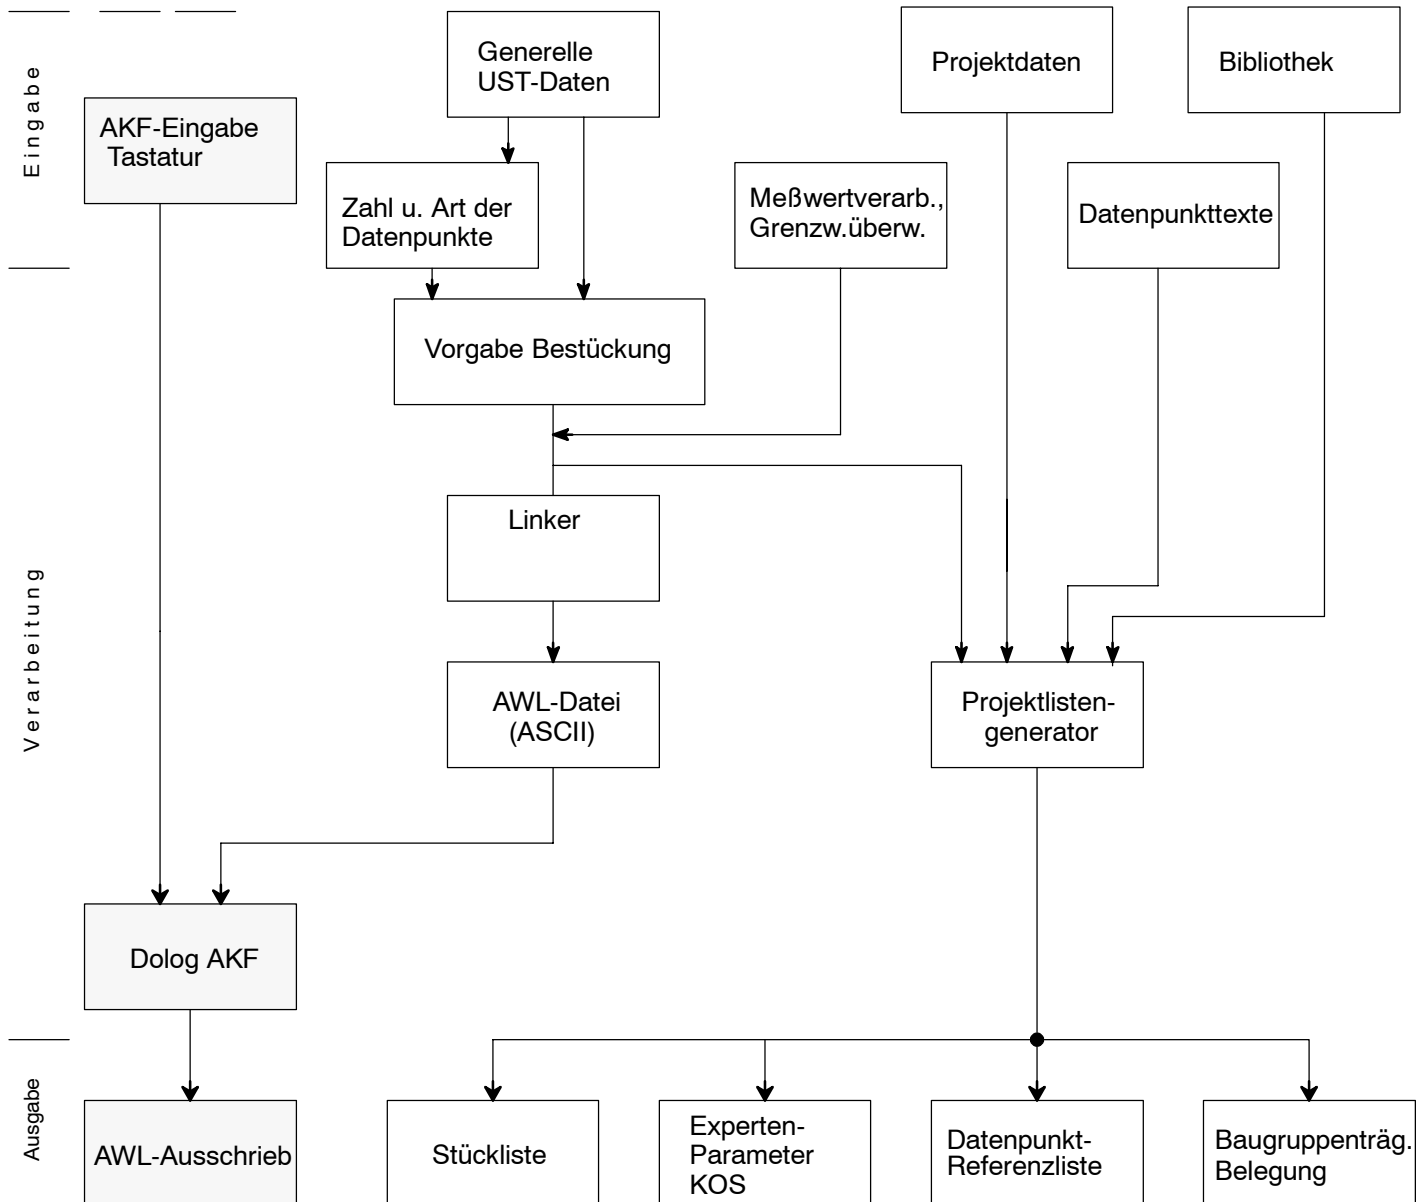 Eingabe
Generelle
UST-Daten
Projektdaten
Bibliothek
AKF-Eingabe
Tastatur
Zahl u. Art der
Datenpunkte
Meßwertverarb.,
Grenzw.überw.
Datenpunkttexte
Verarbeitung
Vorgabe Bestückung
Linker
AWL-Datei
(ASCII)
Projektlisten-
generator
Dolog AKF
Ausgabe
AWL-Ausschrieb
Stückliste
Experten-
Parameter
KOS
Datenpunkt-
Referenzliste
Baugruppenträg.
Belegung